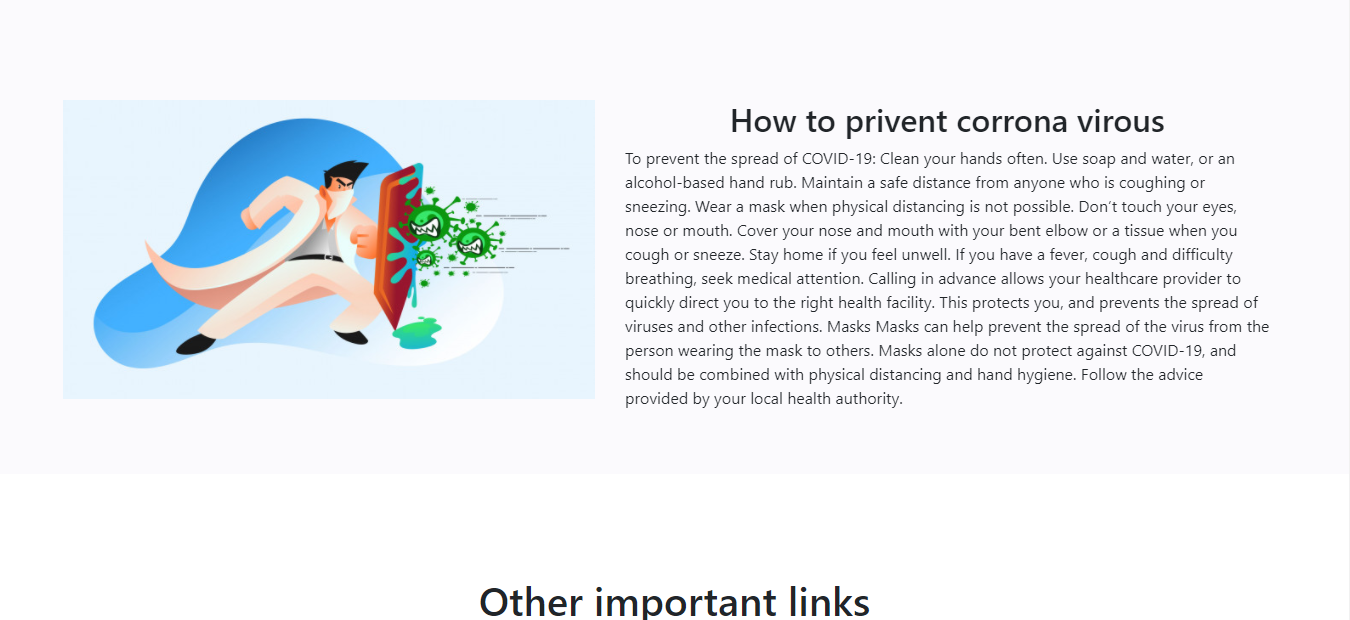 How to privent corrona virous
To prevent the spread of COVID-19: Clean your hands often. Use soap and water, or an
alcohol-based hand rub. Maintain a safe distance from anyone who is coughing or
sneezing. Wear a mask when physical distancing is not possible. Don’t touch your eyes,
nose or mouth. Cover your nose and mouth with your bent elbow or a tissue when you
cough or sneeze. Stay home if you feel unwell. If you have a fever, cough and difficulty
breathing, seek medical attention. Calling in advance allows your healthcare provider to
quickly direct you to the right health facility. This protects you, and prevents the spread of
viruses and other infections. Masks Masks can help prevent the spread of the virus from the
person wearing the mask to others. Masks alone do not protect against COVID-19, and
should be combined with physical distancing and hand hygiene. Follow the advice
provided by your local health authority.
Other important links